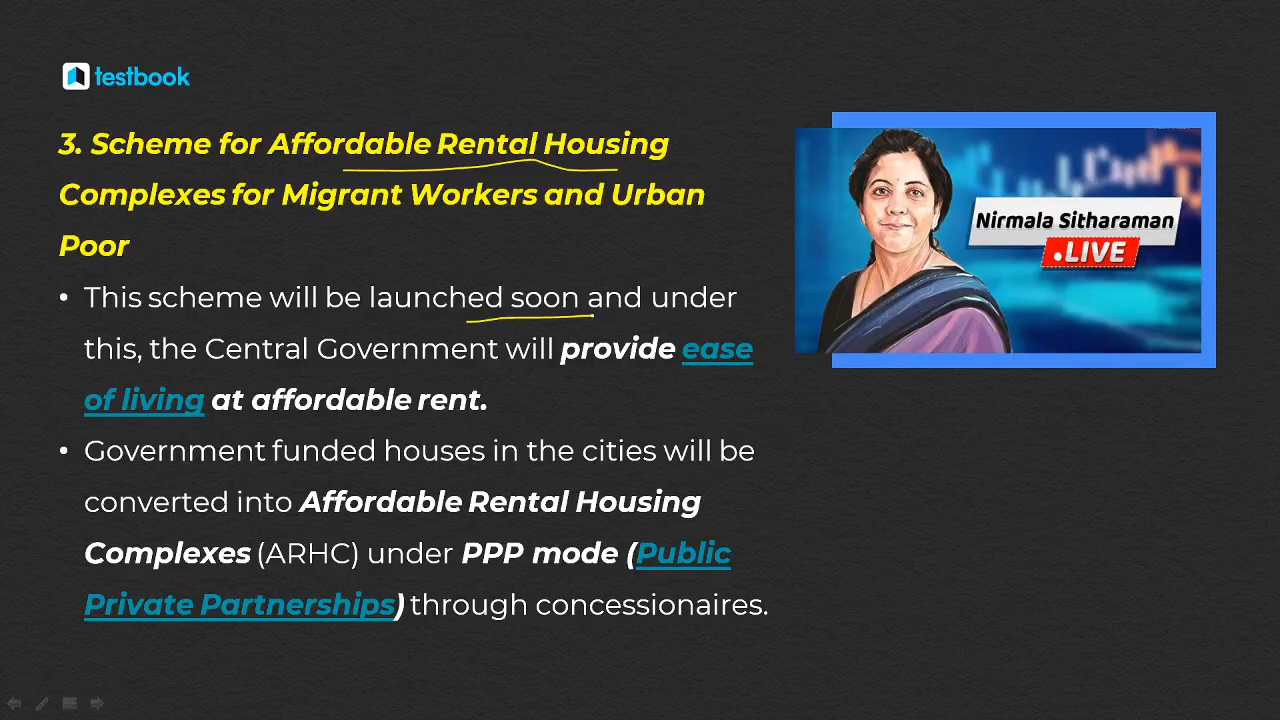 testbook
3. Scheme for Affordable Rental Housing
Complexes for Migrant Workers and Urban
Poor
• This scheme will be launched soon and under
this, the Central Government will provide ease
of living at affordable rent.
• Government funded houses in the cities will be
converted into Affordable Rental Housing
Complexes (ARHC) under PPP mode (Public
Private Partnerships) through concessionaires.
Nirmala Sitharaman
LIVE